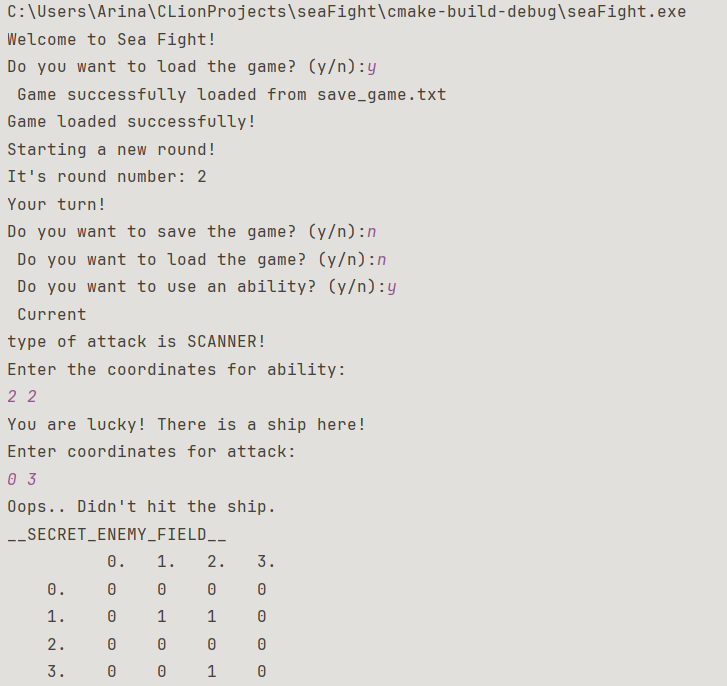 C:\Users\Arina\CLionProjects\seaFight\cmake-build-debug\seaFight.exe
Welcome to Sea Fight!
Do you want to load the game? (y/n):y
 Game successfully loaded from save_game.txt
Game loaded successfully!
Starting a new round!
It's round number: 2
Your turn!
Do you want to save the game? (y/n):n
 Do you want to load the game? (y/n):n
 Do you want to use an ability? (y/n):y
 Current
type of attack is SCANNER!
Enter the coordinates for ability:
2 2
You are lucky! There is a ship here!
Enter coordinates for attack:
0 3
Oops.. Didn't hit the ship.
__SECRET_ENEMY_FIELD__
          0.   1.   2.   3.
    0.    0    0    0    0
    1.    0    1    1    0
    2.    0    0    0    0
    3.    0    0    1    0